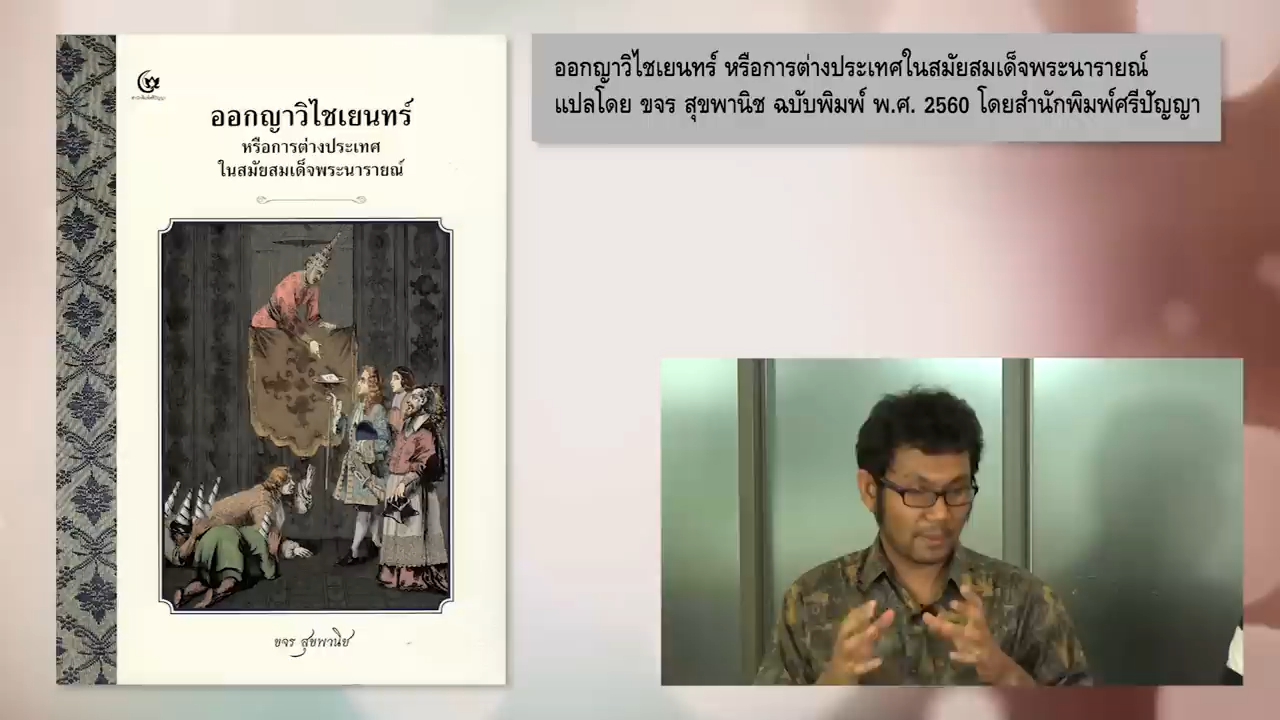 ออกญาวิไชเยนทร์
หรือการต่างประเทศ
ในสมัยสมเด็จพระนารายณ์
ขจร สุขพานิช
ออกญาวิไชเยนทร์ หรือการต่างประเทศในสมัยสมเด็จพระนารายณ์
แปลโดย ขจร สุขพานิช ฉบับพิมพ์ พ.ศ. 2560 โดยสำนักพิมพ์ศรีปัญญา